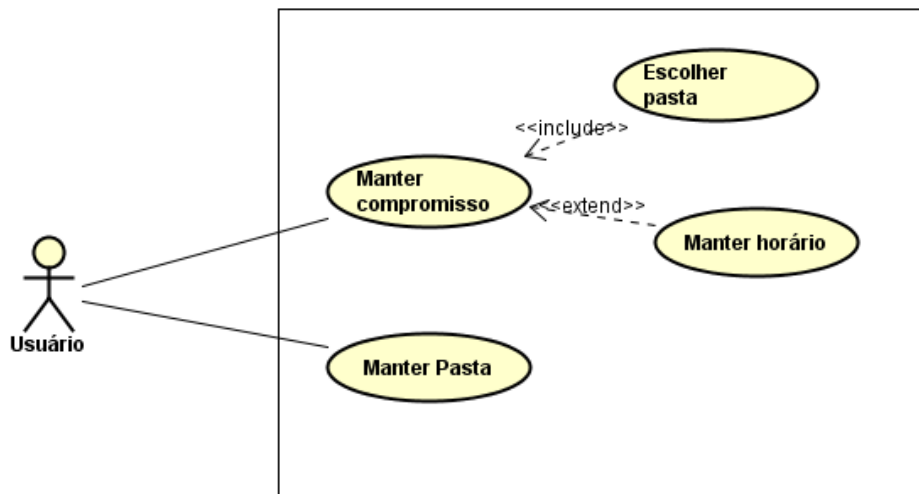 Escolher
pasta
<<include>>
Manter
compromisso
<<extend>>
Manter horário
Usuário
Manter Pasta